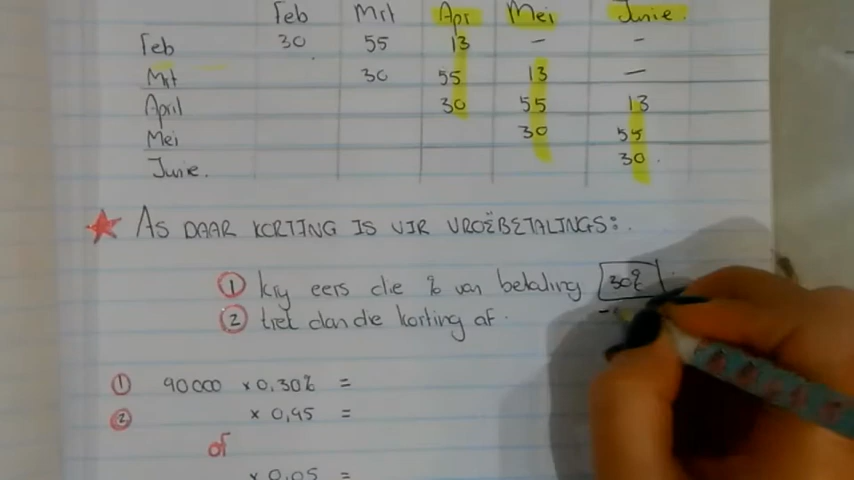 Feb Mrt Apr Mei Junie.
Feb 30 55 13 — —
Mrt 30 55 13 —
April 30 55 13
Mei 30 55
Junie. 30.
AS DAAR KORTING IS VIR VROËBETALINGS:.
① kry eers die % van betaling 30%
② trek dan die korting af.
① 90000 × 0,30% =
② × 0,95 =
of
× 0,05 =